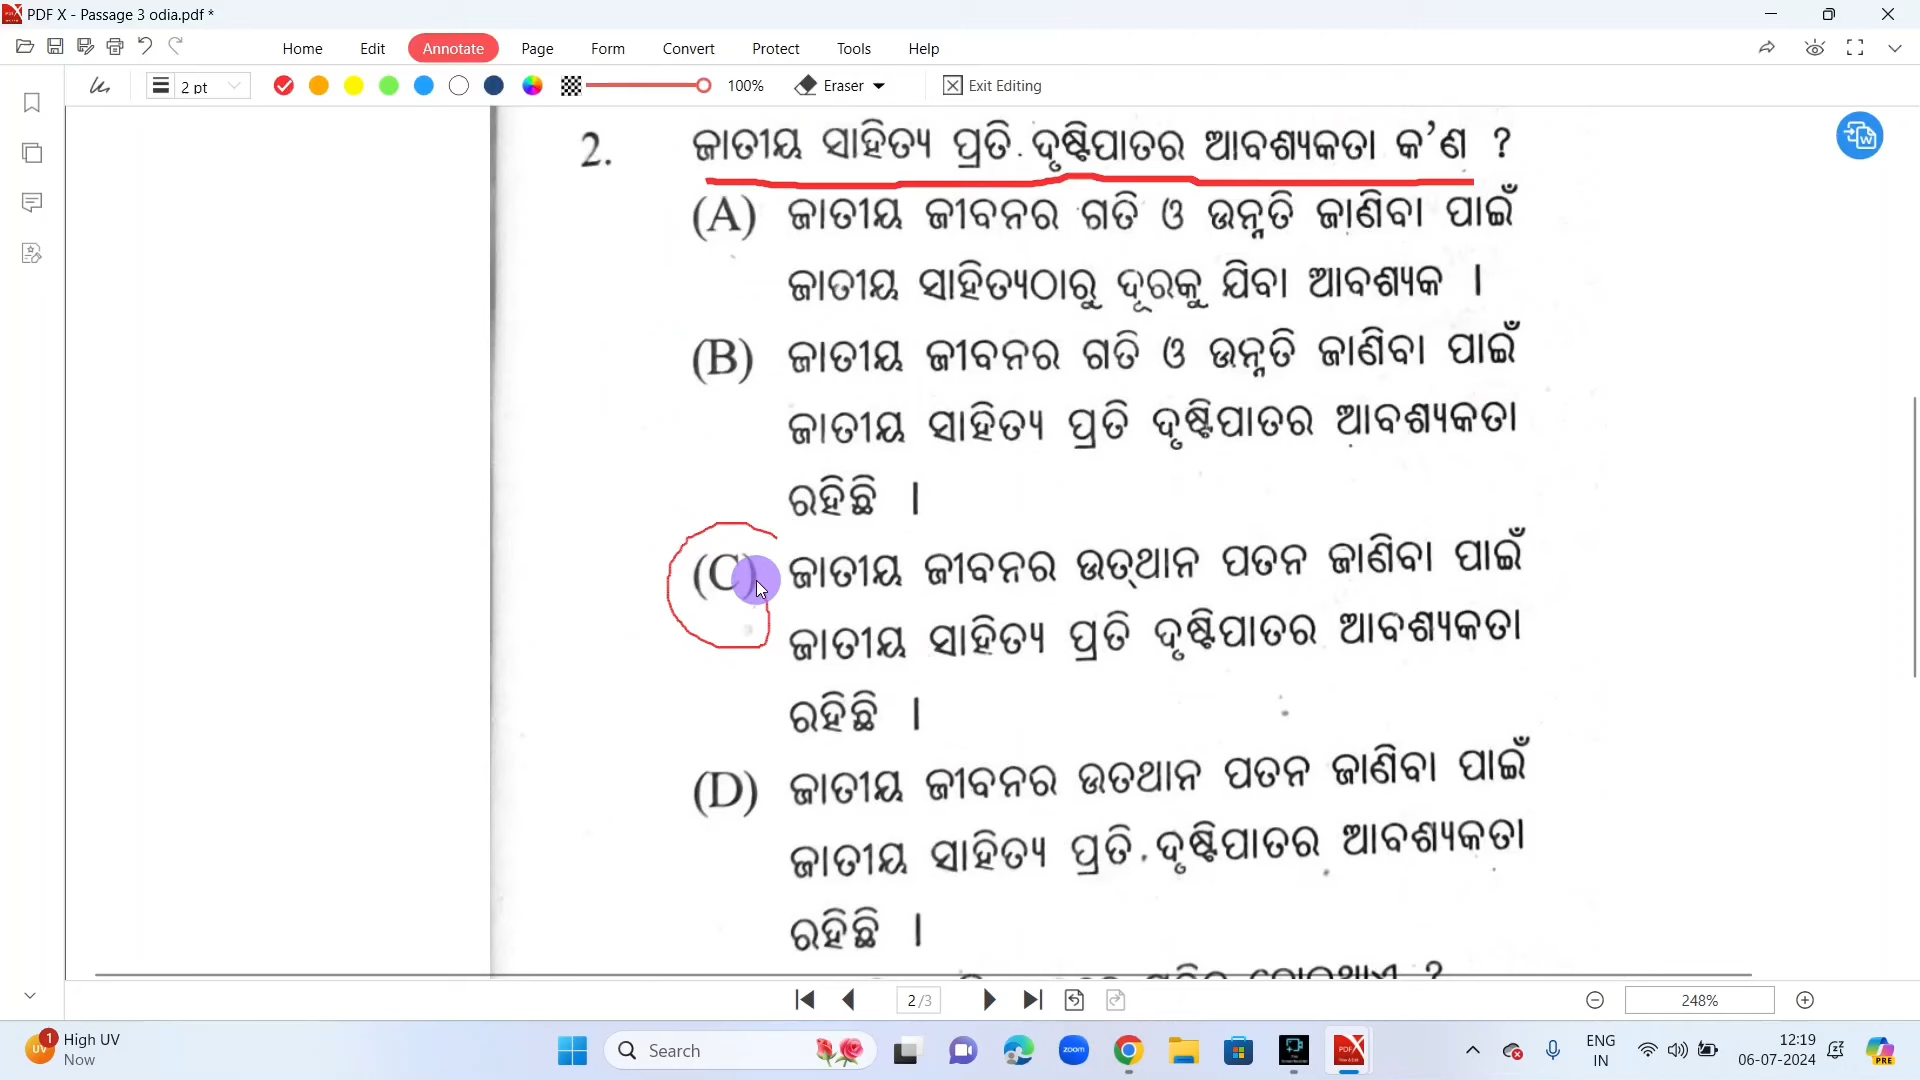 PDF X - Passage 3 odia.pdf *
Home Edit Annotate Page Form Convert Protect Tools Help
2 pt 100% Eraser Exit Editing
2. ଜାତୀୟ ସାହିତ୍ୟ ପ୍ରତି ଦୃଷ୍ଟିପାତର ଆବଶ୍ୟକତା କ'ଣ ?
(A) ଜାତୀୟ ଜୀବନର ଗତି ଓ ଉନ୍ନତି ଜାଣିବା ପାଇଁ
ଜାତୀୟ ସାହିତ୍ୟଠାରୁ ଦୂରକୁ ଯିବା ଆବଶ୍ୟକ ।
(B) ଜାତୀୟ ଜୀବନର ଗତି ଓ ଉନ୍ନତି ଜାଣିବା ପାଇଁ
ଜାତୀୟ ସାହିତ୍ୟ ପ୍ରତି ଦୃଷ୍ଟିପାତର ଆବଶ୍ୟକତା
ରହିଛି ।
(C) ଜାତୀୟ ଜୀବନର ଉତ୍‌ଥାନ ପତନ ଜାଣିବା ପାଇଁ
ଜାତୀୟ ସାହିତ୍ୟ ପ୍ରତି ଦୃଷ୍ଟିପାତର ଆବଶ୍ୟକତା
ରହିଛି ।
(D) ଜାତୀୟ ଜୀବନର ଉତଥାନ ପତନ ଜାଣିବା ପାଇଁ
ଜାତୀୟ ସାହିତ୍ୟ ପ୍ରତି ଦୃଷ୍ଟିପାତର ଆବଶ୍ୟକତା
ରହିଛି ।
2 /3 248%
High UV
Now
Search
zoom
ENG
IN
12:19
06-07-2024
PRE